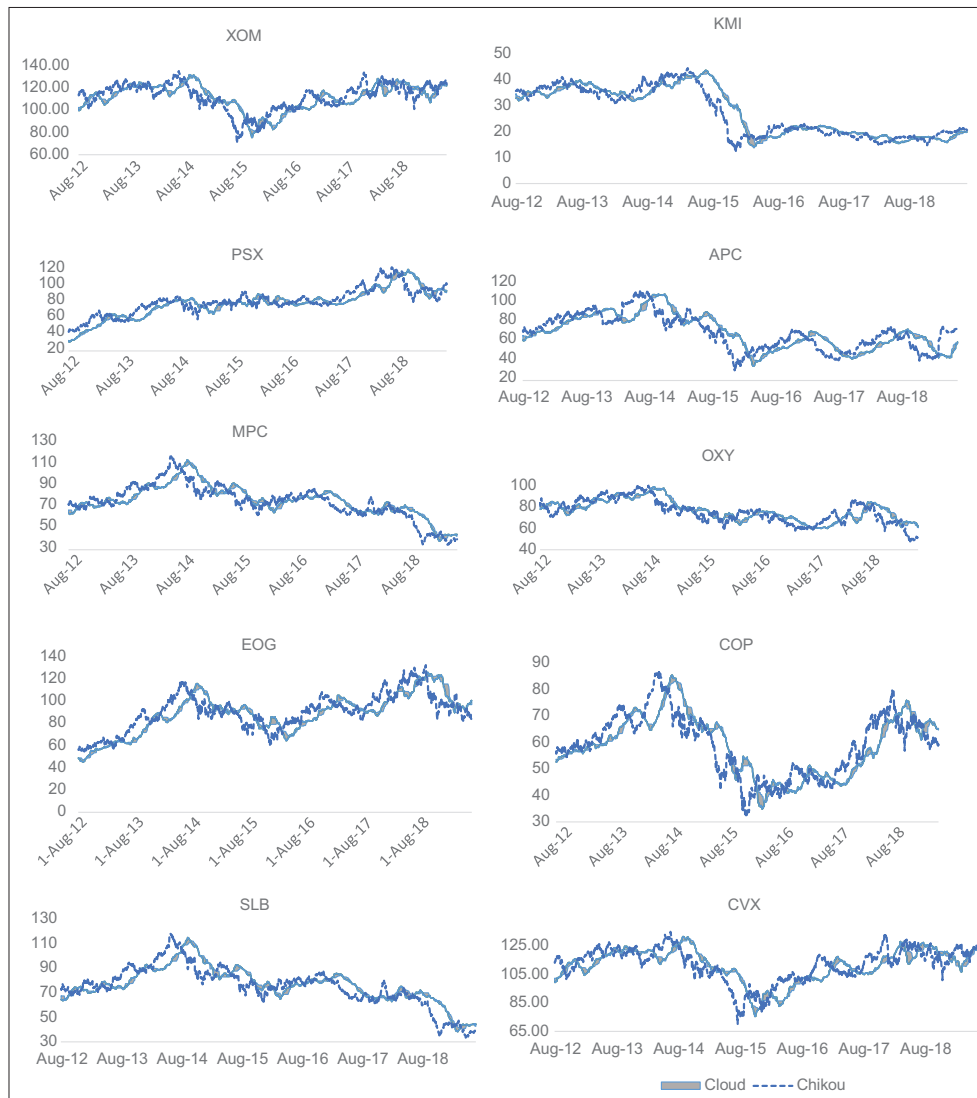 XOM
140.00
120.00
100.00
80.00
60.00
Aug-12
Aug-13
Aug-14
Aug-15
Aug-16
Aug-17
Aug-18
KMI
50
40
30
20
10
0
Aug-12
Aug-13
Aug-14
Aug-15
Aug-16
Aug-17
Aug-18
PSX
120
100
80
60
40
20
Aug-12
Aug-13
Aug-14
Aug-15
Aug-16
Aug-17
Aug-18
APC
120
100
80
60
40
20
Aug-12
Aug-13
Aug-14
Aug-15
Aug-16
Aug-17
Aug-18
MPC
130
110
90
70
50
30
Aug-12
Aug-13
Aug-14
Aug-15
Aug-16
Aug-17
Aug-18
OXY
100
80
60
40
Aug-12
Aug-13
Aug-14
Aug-15
Aug-16
Aug-17
Aug-18
EOG
140
120
100
80
60
40
20
0
1-Aug-12
1-Aug-13
1-Aug-14
1-Aug-15
1-Aug-16
1-Aug-17
1-Aug-18
COP
90
80
70
60
50
40
30
Aug-12
Aug-13
Aug-14
Aug-15
Aug-16
Aug-17
Aug-18
SLB
130
110
90
70
50
30
Aug-12
Aug-13
Aug-14
Aug-15
Aug-16
Aug-17
Aug-18
CVX
125.00
105.00
85.00
65.00
Aug-12
Aug-13
Aug-14
Aug-15
Aug-16
Aug-17
Aug-18
Cloud
Chikou